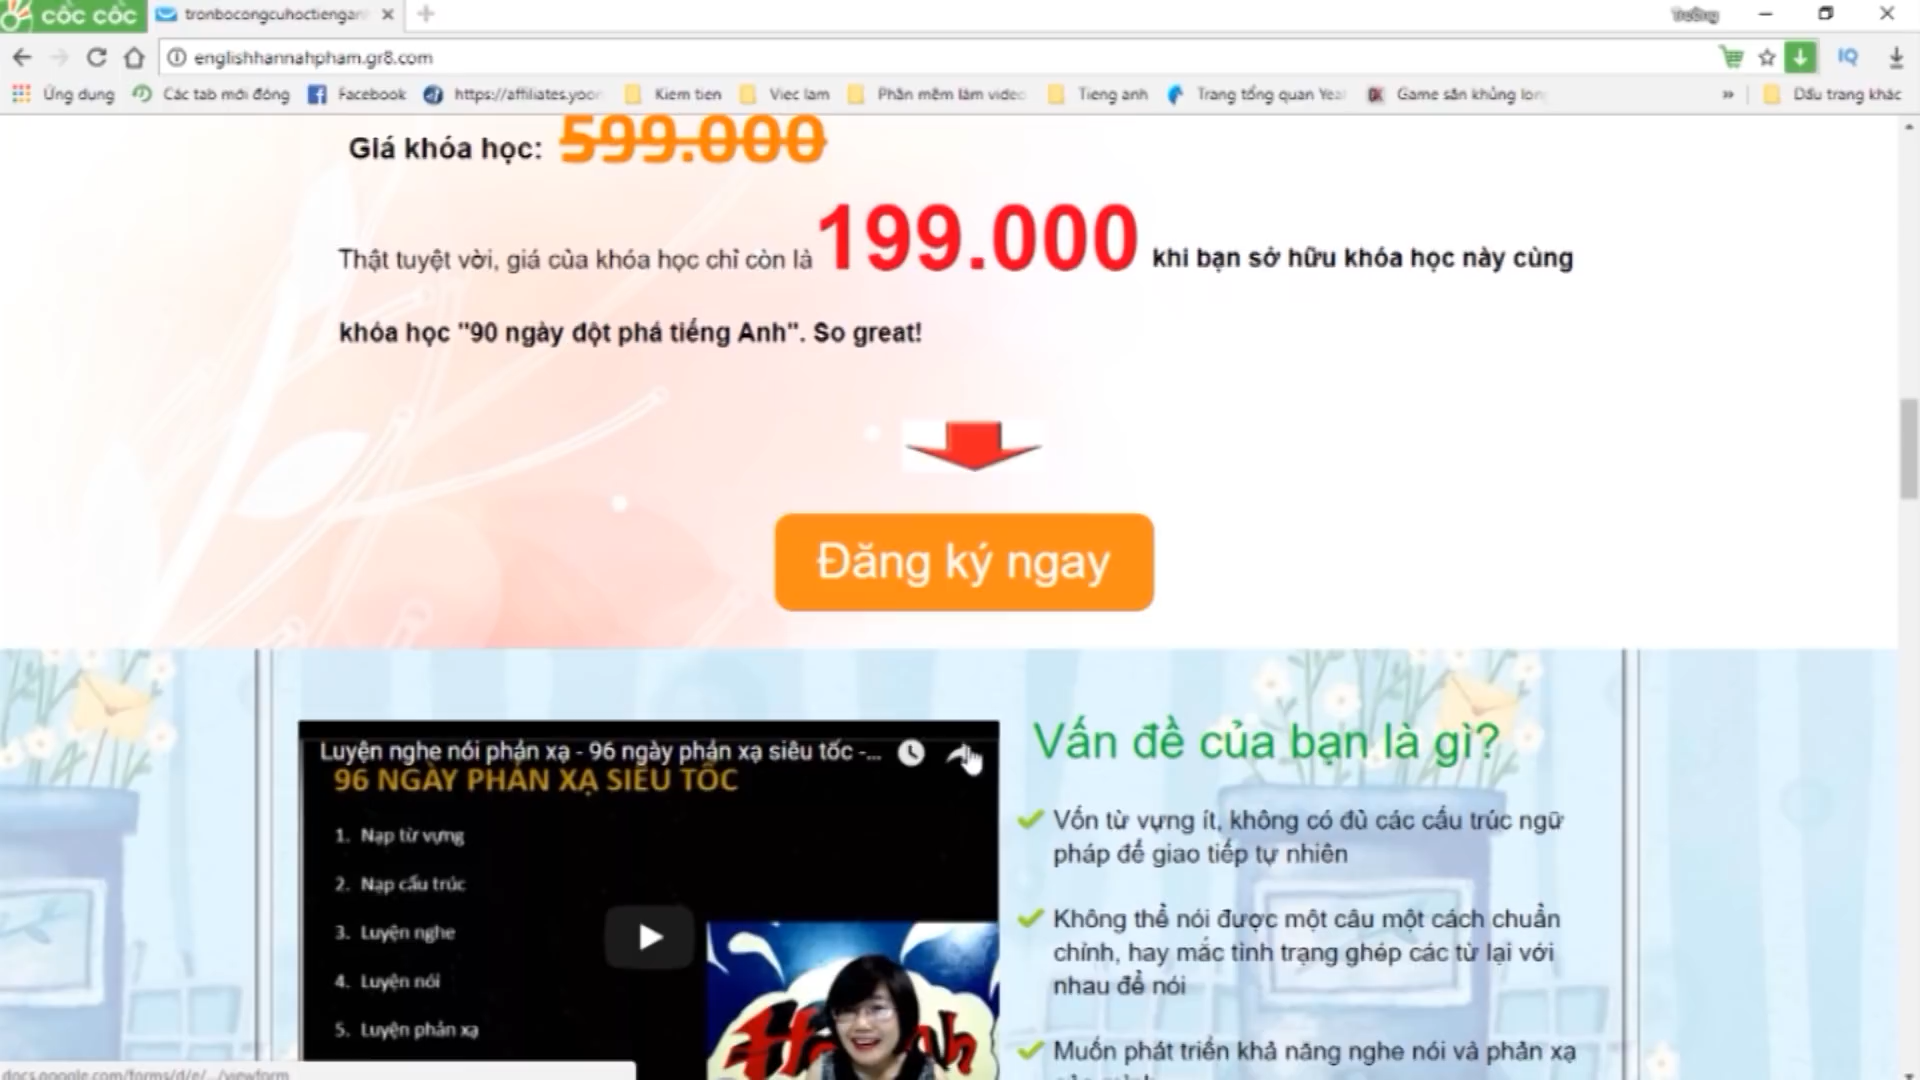 cốc cốc
tronbocongcuhoctiengan
Trường
englishhannahpham.gr8.com
Ứng dụng
Các tab mới đóng
Facebook
https://affiliates.yoon
Kiem tien
Viec lam
Phần mềm làm video
Tieng anh
Trang tổng quan Yea
Game săn khủng lon
»
Dấu trang khác
Giá khóa học: 599.000
Thật tuyệt vời, giá của khóa học chỉ còn là 199.000 khi bạn sở hữu khóa học này cùng
khóa học "90 ngày đột phá tiếng Anh". So great!
Đăng ký ngay
Luyện nghe nói phản xạ - 96 ngày phản xạ siêu tốc -...
96 NGÀY PHẢN XẠ SIÊU TỐC
1. Nạp từ vựng
2. Nạp cấu trúc
3. Luyện nghe
4. Luyện nói
5. Luyện phản xạ
Vấn đề của bạn là gì?
Vốn từ vựng ít, không có đủ các cấu trúc ngữ
pháp để giao tiếp tự nhiên
Không thể nói được một câu một cách chuẩn
chỉnh, hay mắc tình trạng ghép các từ lại với
nhau để nói
Muốn phát triển khả năng nghe nói và phản xạ
docs.google.com/forms/d/e/.../viewform